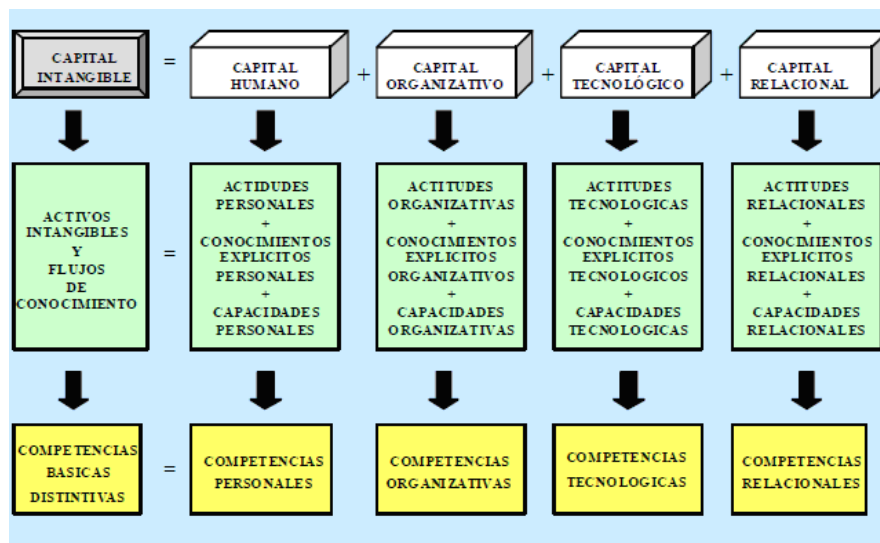 CAPITAL
INTANGIBLE
=
CAPITAL
HUMANO
+
CAPITAL
ORGANIZATIVO
+
CAPITAL
TECNOLÓGICO
+
CAPITAL
RELACIONAL
ACTIVOS
INTANGIBLES
Y
FLUJOS
DE
CONOCIMIENTO
=
ACTIDUDES
PERSONALES
+
CONOCIMIENTOS
EXPLICITOS
PERSONALES
+
CAPACIDADES
PERSONALES
ACTITUDES
ORGANIZATIVAS
+
CONOCIMIENTOS
EXPLICITOS
ORGANIZATIVOS
+
CAPACIDADES
ORGANIZATIVAS
ACTITUDES
TECNOLOGICAS
+
CONOCIMIENTOS
EXPLICITOS
TECNOLOGICOS
+
CAPACIDADES
TECNOLOGICAS
ACTITUDES
RELACIONALES
+
CONOCIMIENTOS
EXPLICITOS
RELACIONALES
+
CAPACIDADES
RELACIONALES
COMPETENCIAS
BASICAS
DISTINTIVAS
=
COMPETENCIAS
PERSONALES
COMPETENCIAS
ORGANIZATIVAS
COMPETENCIAS
TECNOLOGICAS
COMPETENCIAS
RELACIONALES